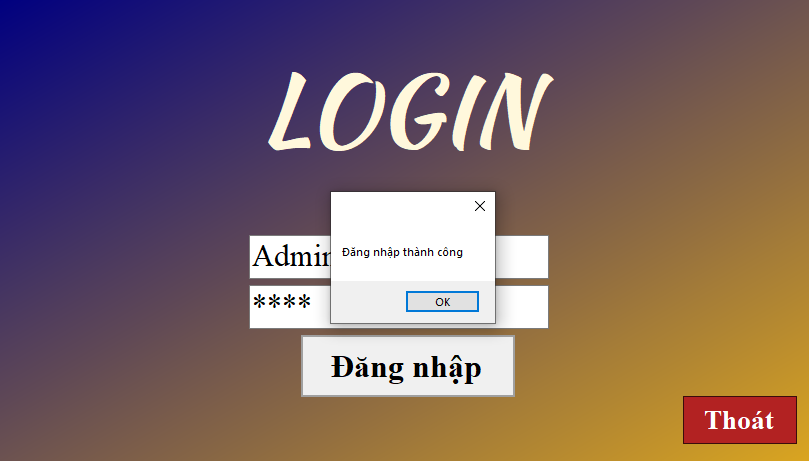 LOGIN
Đăng nhập thành công
OK
Admin
****
Đăng nhập
Thoát